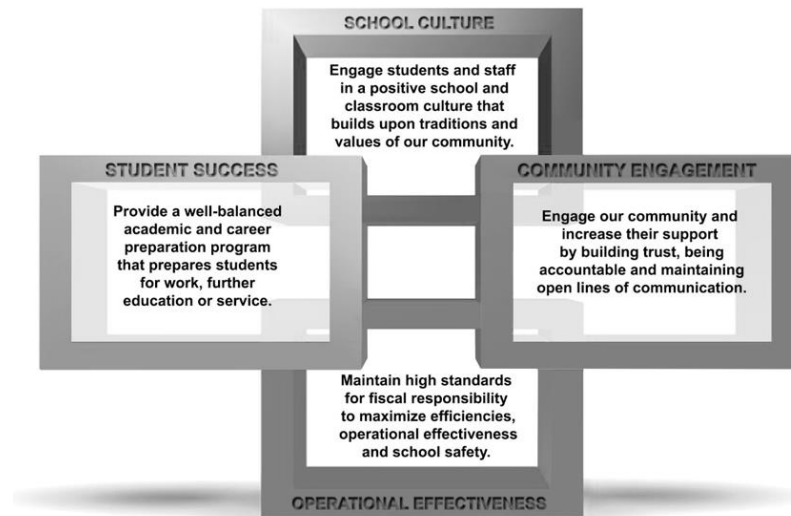 SCHOOL CULTURE
Engage students and staff
in a positive school and
classroom culture that
builds upon traditions and
values of our community.
STUDENT SUCCESS
Provide a well-balanced
academic and career
preparation program
that prepares students
for work, further
education or service.
COMMUNITY ENGAGEMENT
Engage our community and
increase their support
by building trust, being
accountable and maintaining
open lines of communication.
Maintain high standards
for fiscal responsibility
to maximize efficiencies,
operational effectiveness
and school safety.
OPERATIONAL EFFECTIVENESS